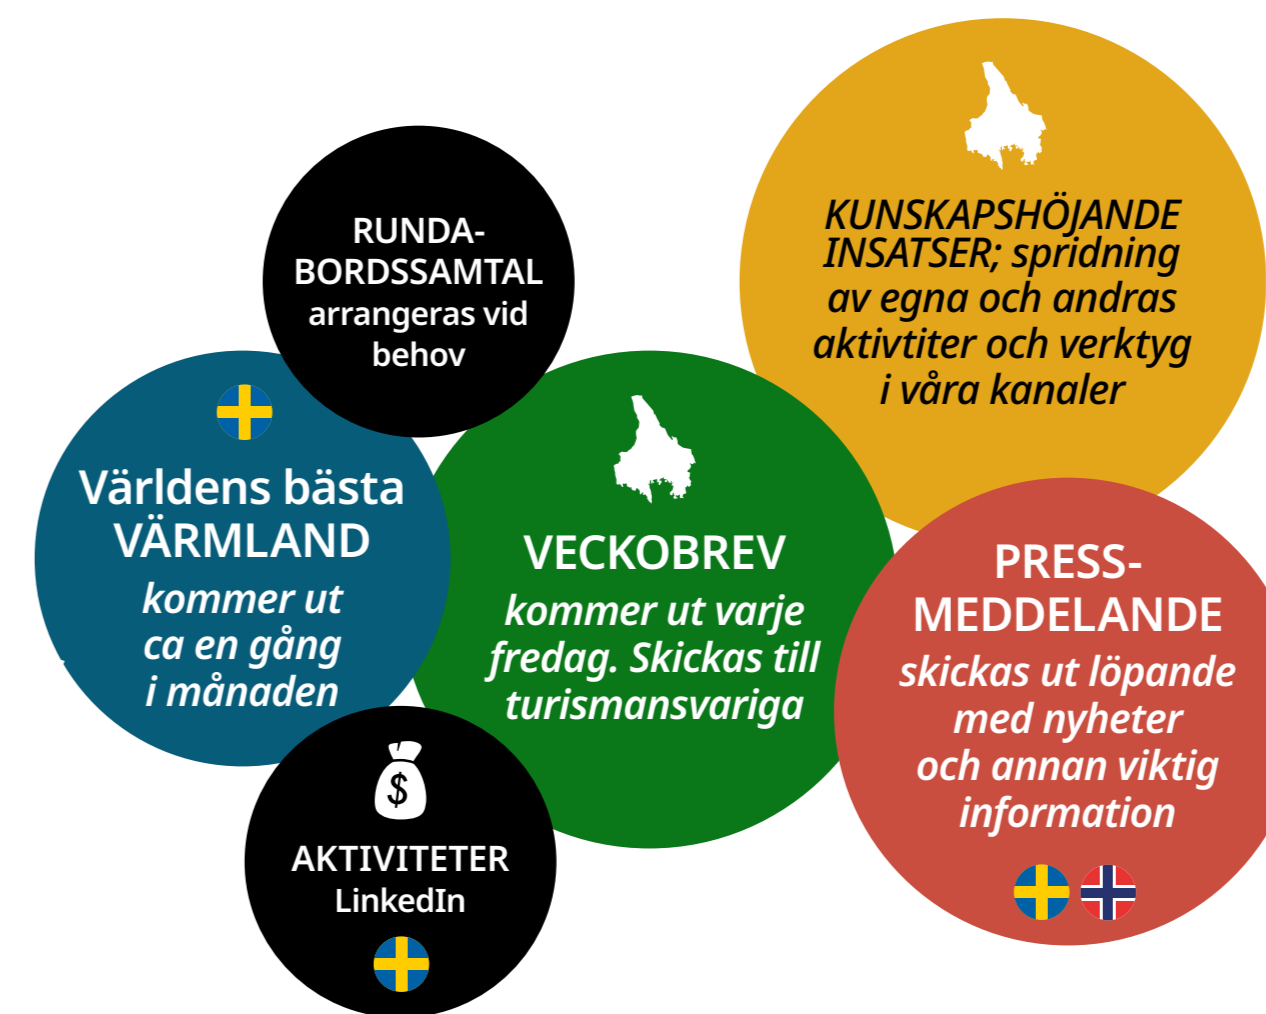 RUNDA-
BORDSSAMTAL
arrangeras vid
behov
KUNSKAPSHÖJANDE
INSATSER; spridning
av egna och andras
aktivtiter och verktyg
i våra kanaler
Världens bästa
VÄRMLAND
kommer ut
ca en gång
i månaden
VECKOBREV
kommer ut varje
fredag. Skickas till
turismansvariga
PRESS-
MEDDELANDE
skickas ut löpande
med nyheter
och annan viktig
information
$
AKTIVITETER
LinkedIn